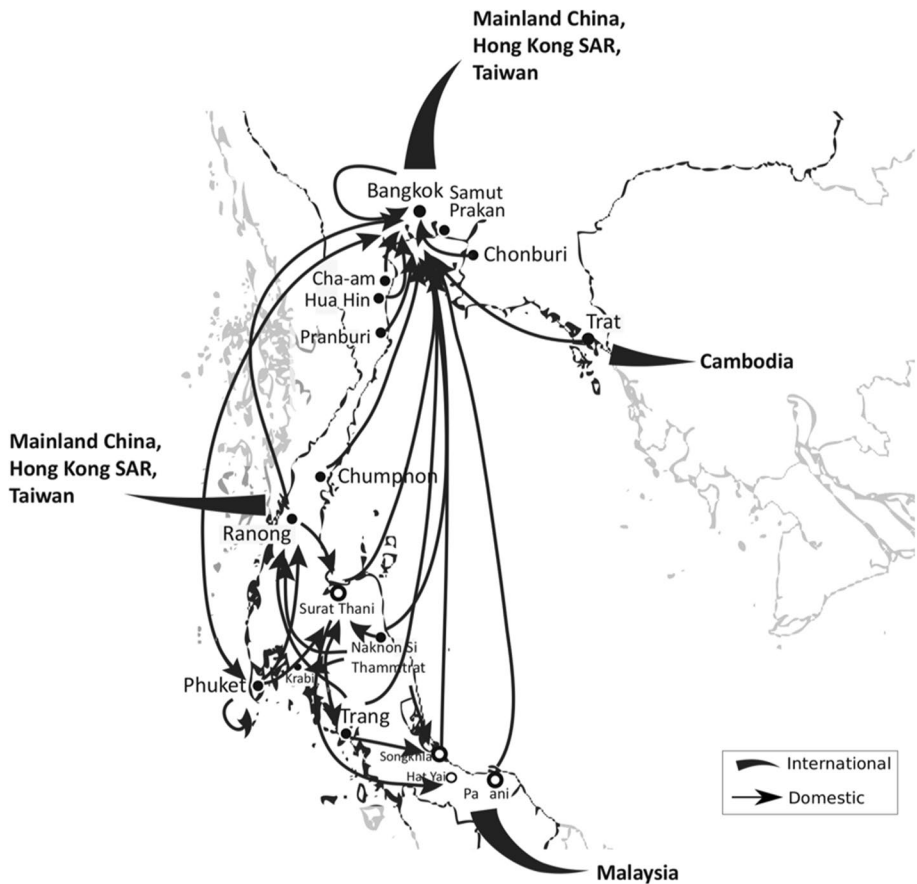 Mainland China,
Hong Kong SAR,
Taiwan
Bangkok
Samut
Prakan
Chonburi
Cha-am
Hua Hin
Pranburi
Trat
Cambodia
Mainland China,
Hong Kong SAR,
Taiwan
Chumphon
Ranong
Surat Thani
Naknon Si
Thammtrat
Krabi
Phuket
Trang
Songkhla
Hat Yai
Pa ani
International
Domestic
Malaysia